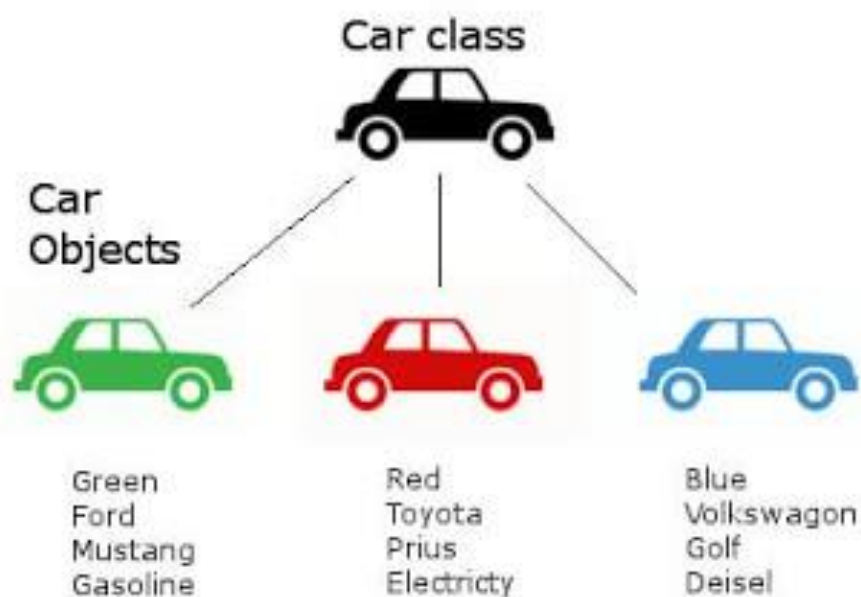 Car class
Car
Objects
Green
Ford
Mustang
Gasoline
Red
Toyota
Prius
Electricty
Blue
Volkswagon
Golf
Deisel